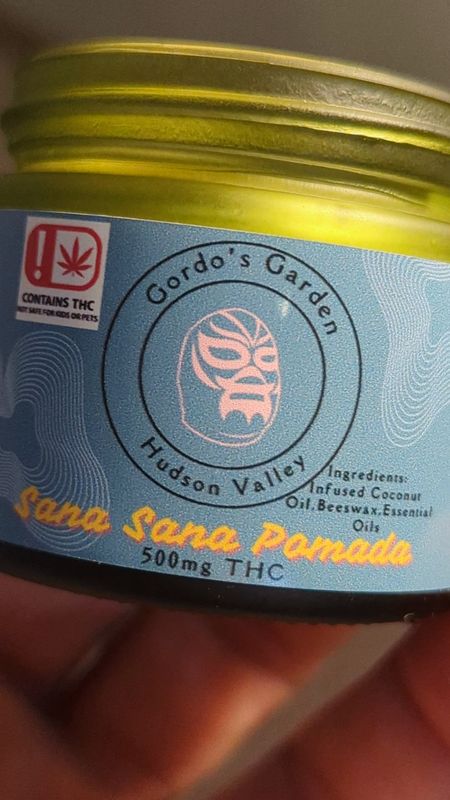 CONTAINS THC
NOT SAFE FOR KIDS OR PETS
Gordo's Garden
Hudson Valley
Ingredients:
Infused Coconut
Oil,Beeswax,Essential
Oils
Sana Sana Pomada
500mg THC